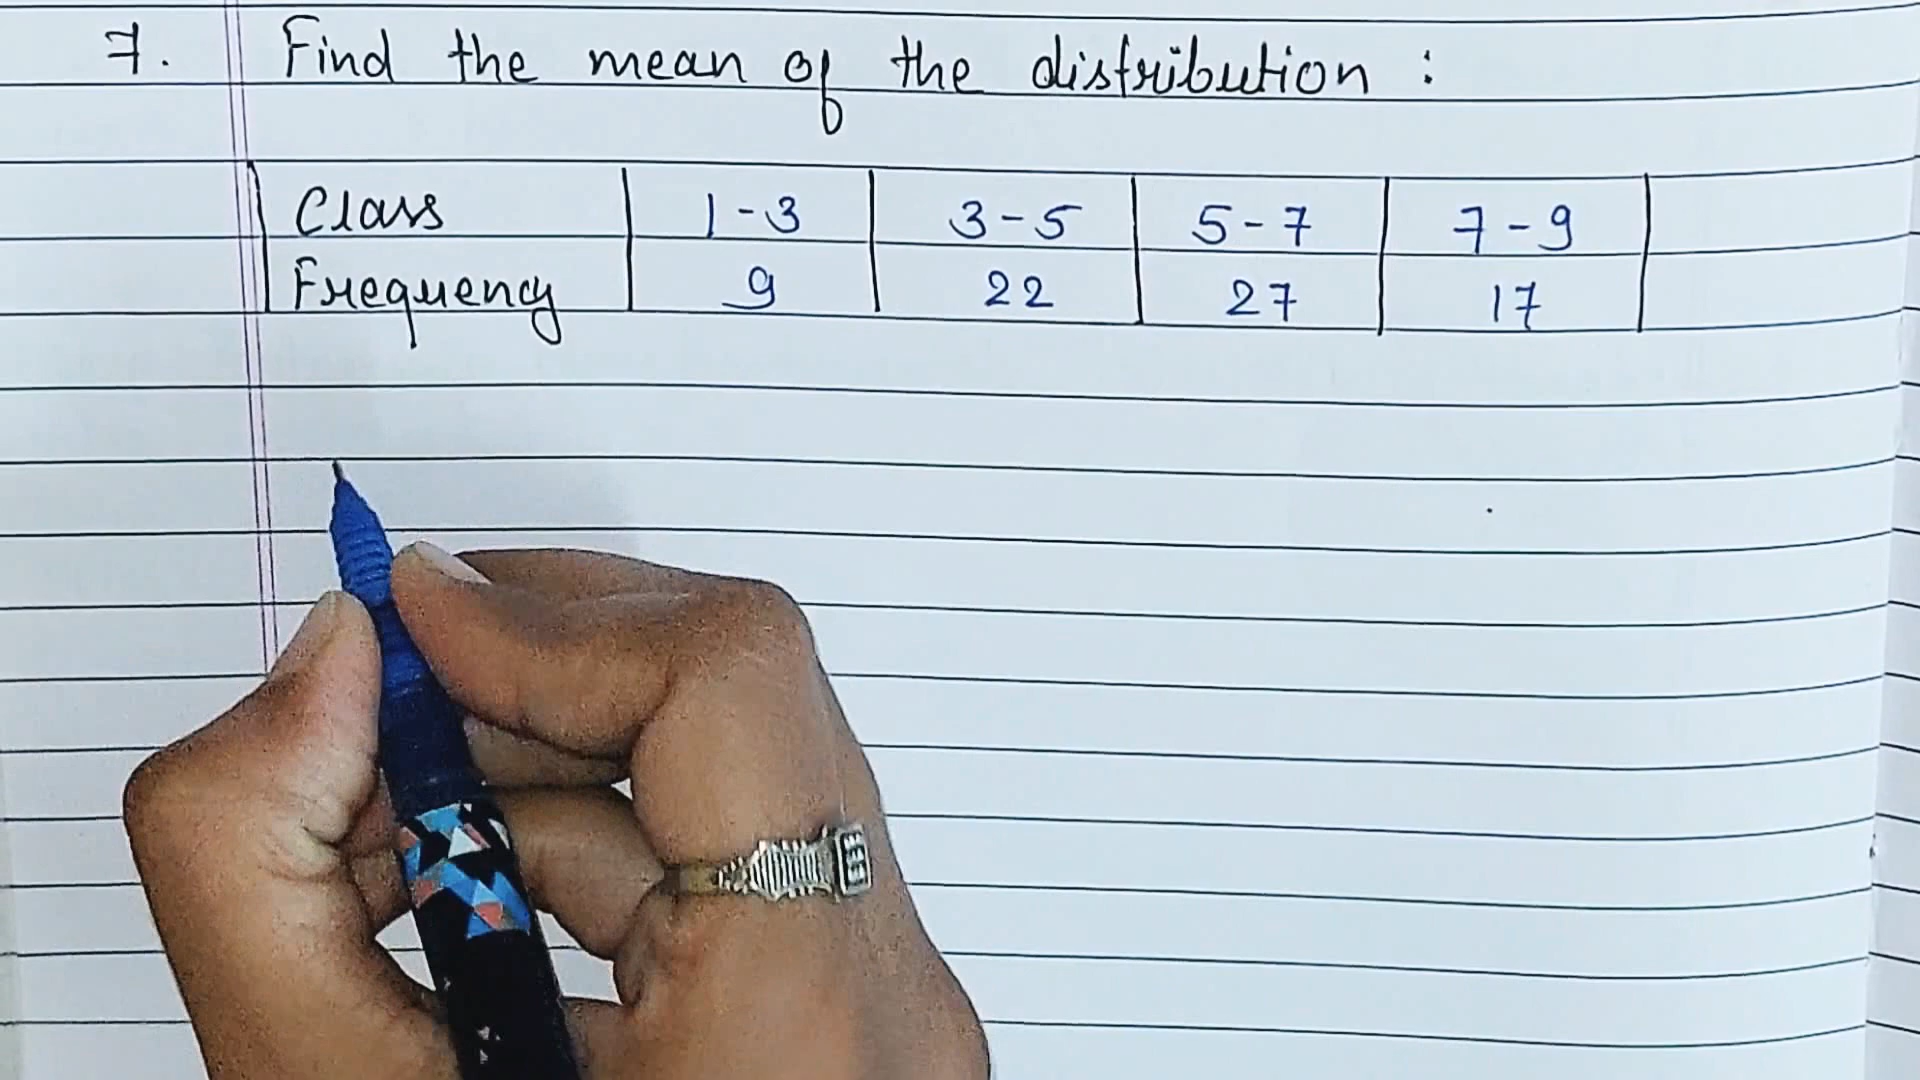 7. Find the mean of the distribution :
Class 1-3 3-5 5-7 7-9
Frequency 9 22 27 17